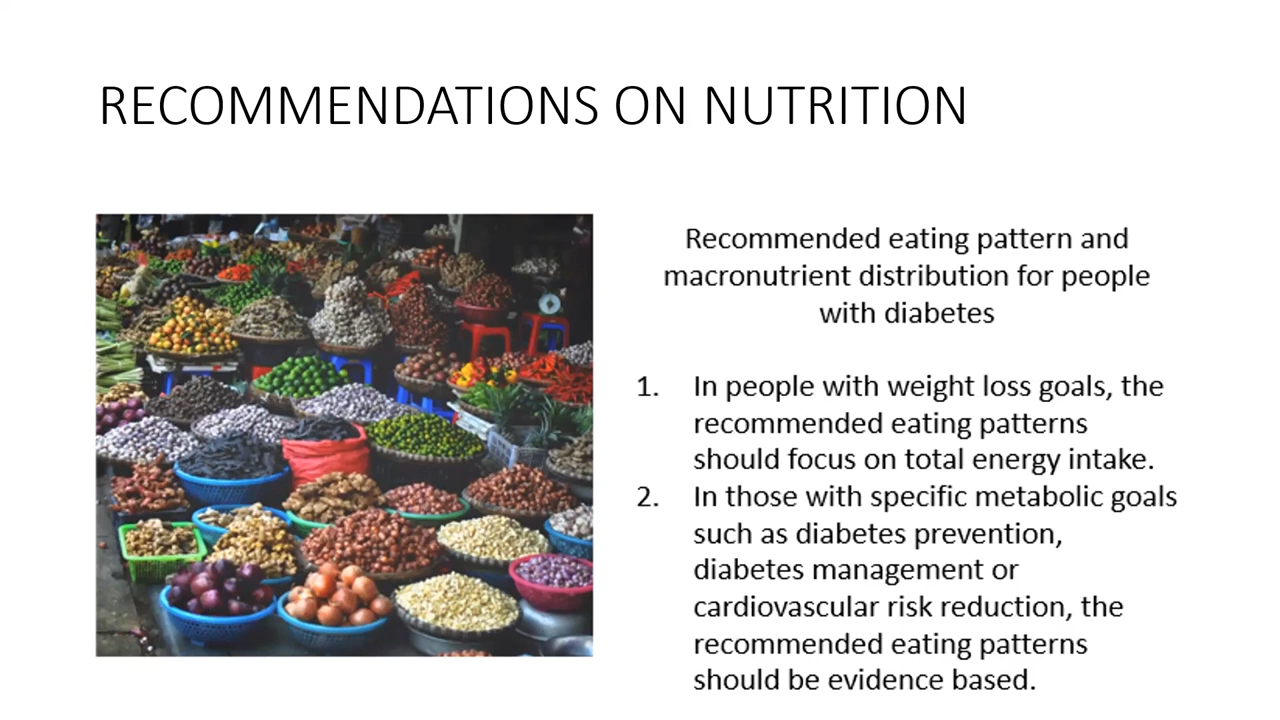 RECOMMENDATIONS ON NUTRITION
Recommended eating pattern and
macronutrient distribution for people
with diabetes
1. In people with weight loss goals, the
recommended eating patterns
should focus on total energy intake.
2. In those with specific metabolic goals
such as diabetes prevention,
diabetes management or
cardiovascular risk reduction, the
recommended eating patterns
should be evidence based.